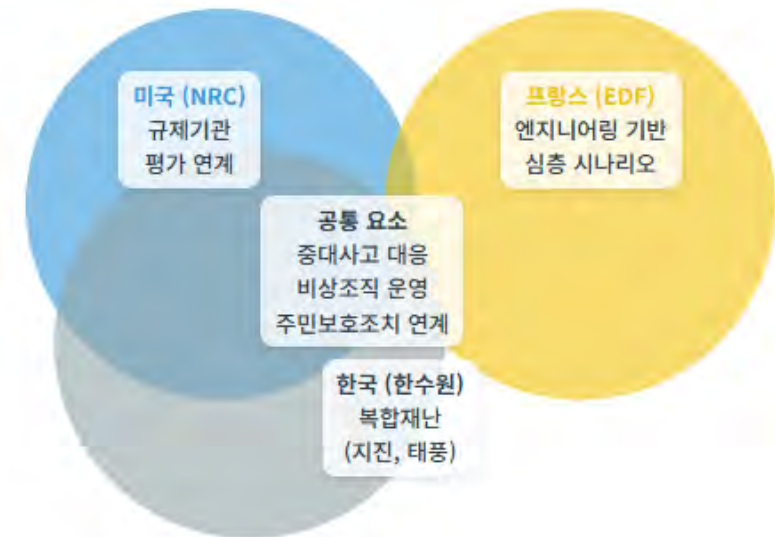 미국 (NRC)
규제기관
평가 연계
프랑스 (EDF)
엔지니어링 기반
심층 시나리오
공통 요소
중대사고 대응
비상조직 운영
주민보호조치 연계
한국 (한수원)
복합재난
(지진, 태풍)